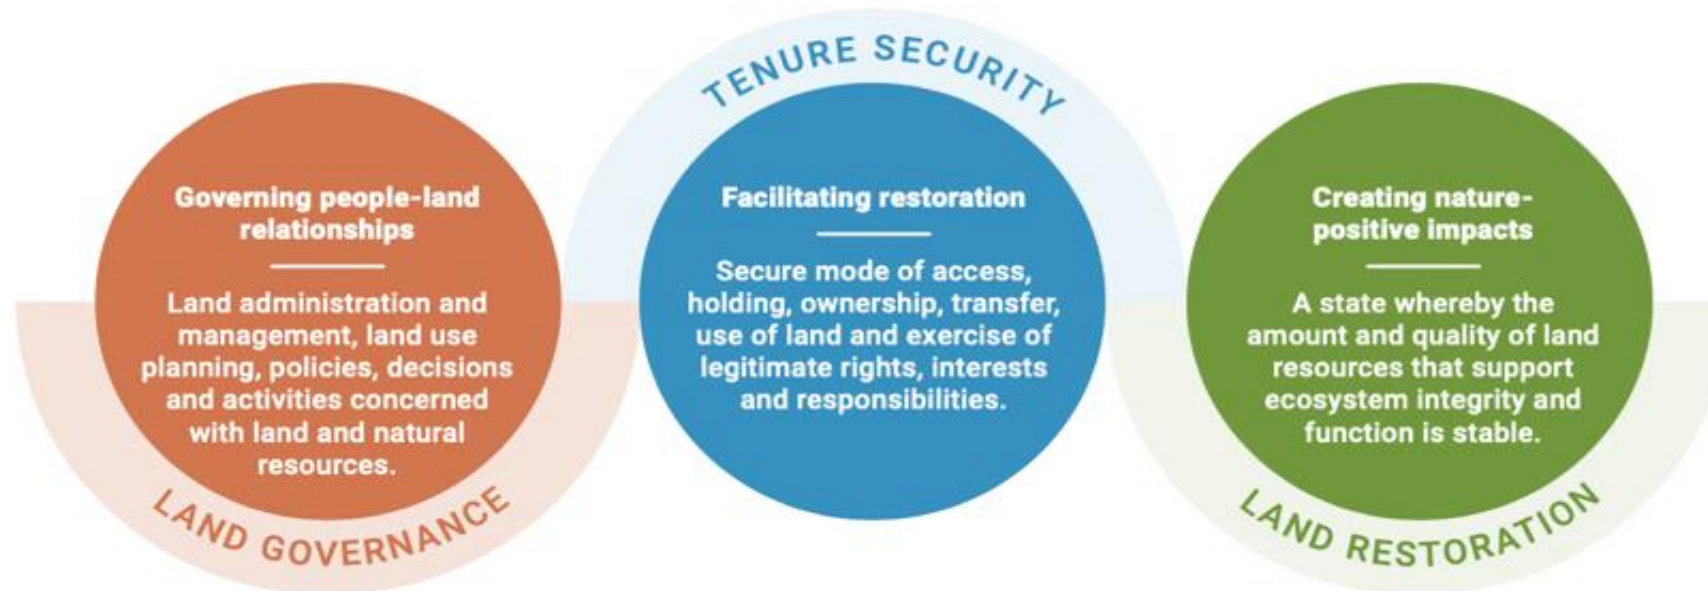 Governing people-land
relationships
Land administration and
management, land use
planning, policies, decisions
and activities concerned
with land and natural
resources.
LAND GOVERNANCE
TENURE SECURITY
Facilitating restoration
Secure mode of access,
holding, ownership, transfer,
use of land and exercise of
legitimate rights, interests
and responsibilities.
Creating nature-
positive impacts
A state whereby the
amount and quality of land
resources that support
ecosystem integrity and
function is stable.
LAND RESTORATION